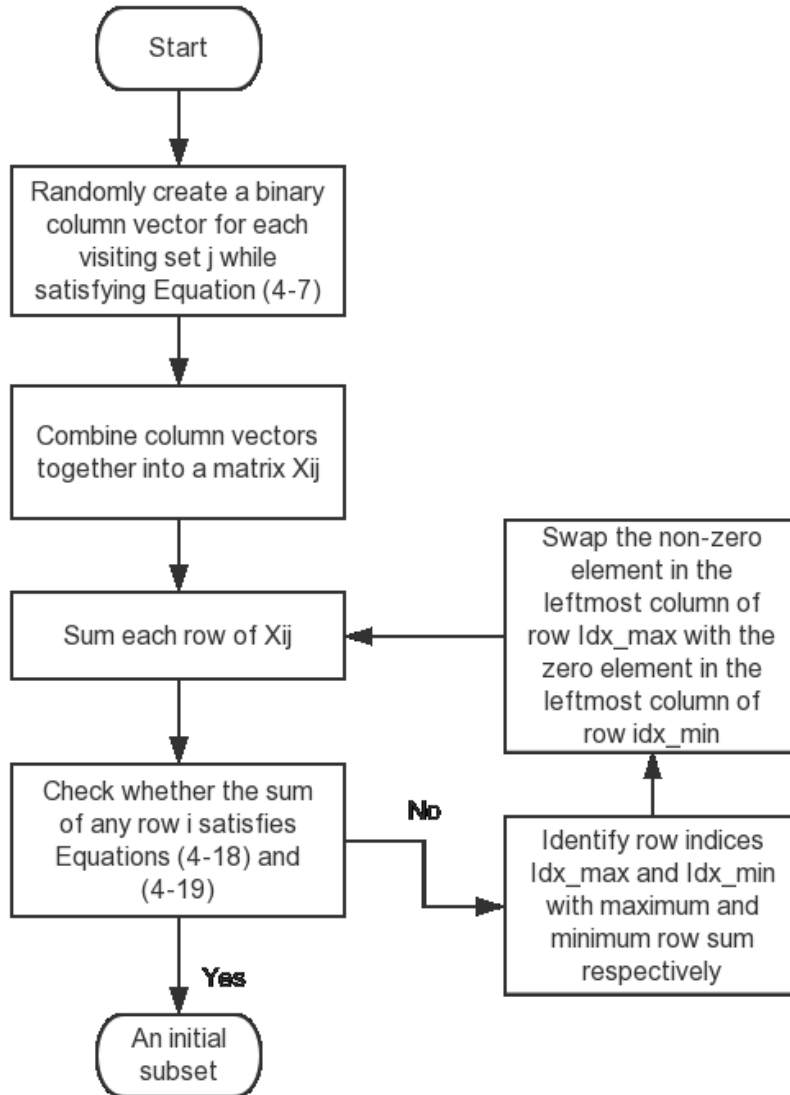 Start
Randomly create a binary
column vector for each
visiting set j while
satisfying Equation (4-7)
Combine column vectors
together into a matrix Xij
Sum each row of Xij
Check whether the sum
of any row i satisfies
Equations (4-18) and
(4-19)
No
Yes
An initial
subset
Identify row indices
Idx_max and Idx_min
with maximum and
minimum row sum
respectively
Swap the non-zero
element in the
leftmost column of
row Idx_max with the
zero element in the
leftmost column of
row idx_min